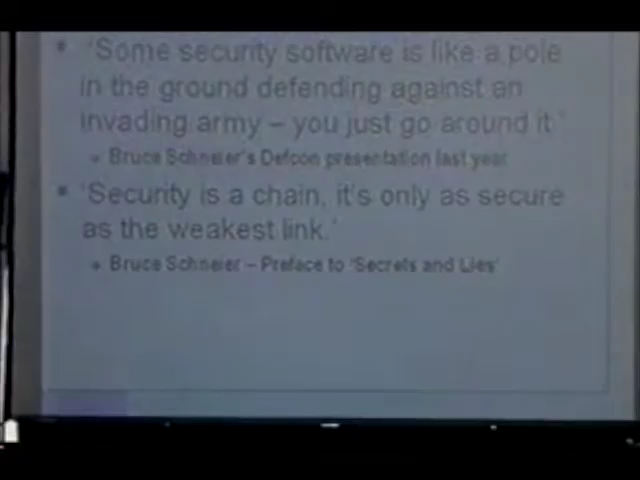 • 'Some security software is like a pole
in the ground defending against an
invading army – you just go around it.'
• Bruce Schneier's Defcon presentation last year
• 'Security is a chain, it's only as secure
as the weakest link.'
• Bruce Schneier – Preface to 'Secrets and Lies'